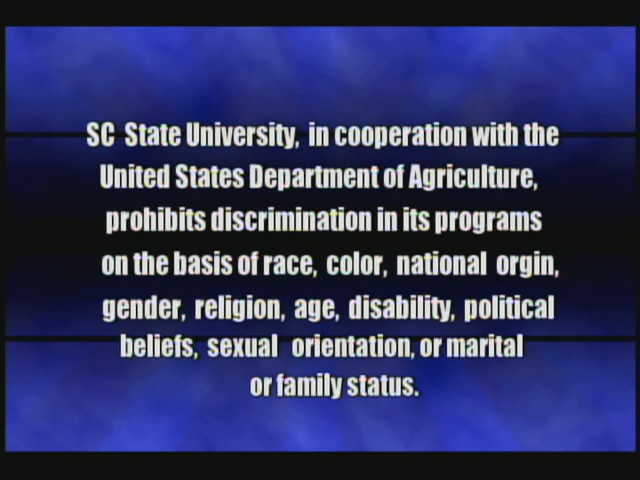 SC State University, in cooperation with the
United States Department of Agriculture,
prohibits discrimination in its programs
on the basis of race, color, national orgin,
gender, religion, age, disability, political
beliefs, sexual orientation, or marital
or family status.